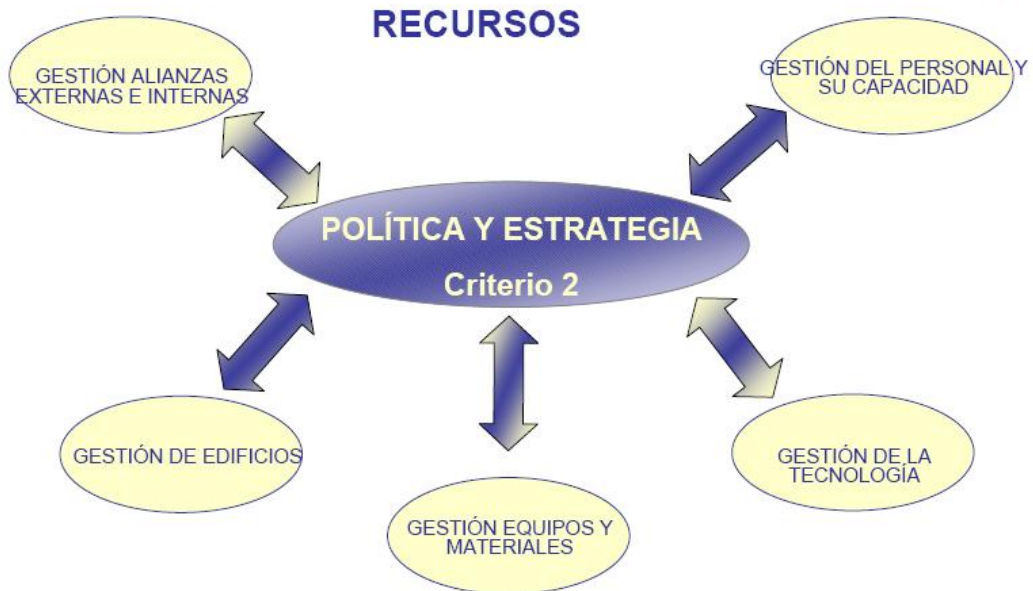 RECURSOS
GESTIÓN ALIANZAS
EXTERNAS E INTERNAS
GESTIÓN DEL PERSONAL Y
SU CAPACIDAD
POLÍTICA Y ESTRATEGIA
Criterio 2
GESTIÓN DE EDIFICIOS
GESTIÓN EQUIPOS Y
MATERIALES
GESTIÓN DE LA
TECNOLOGÍA